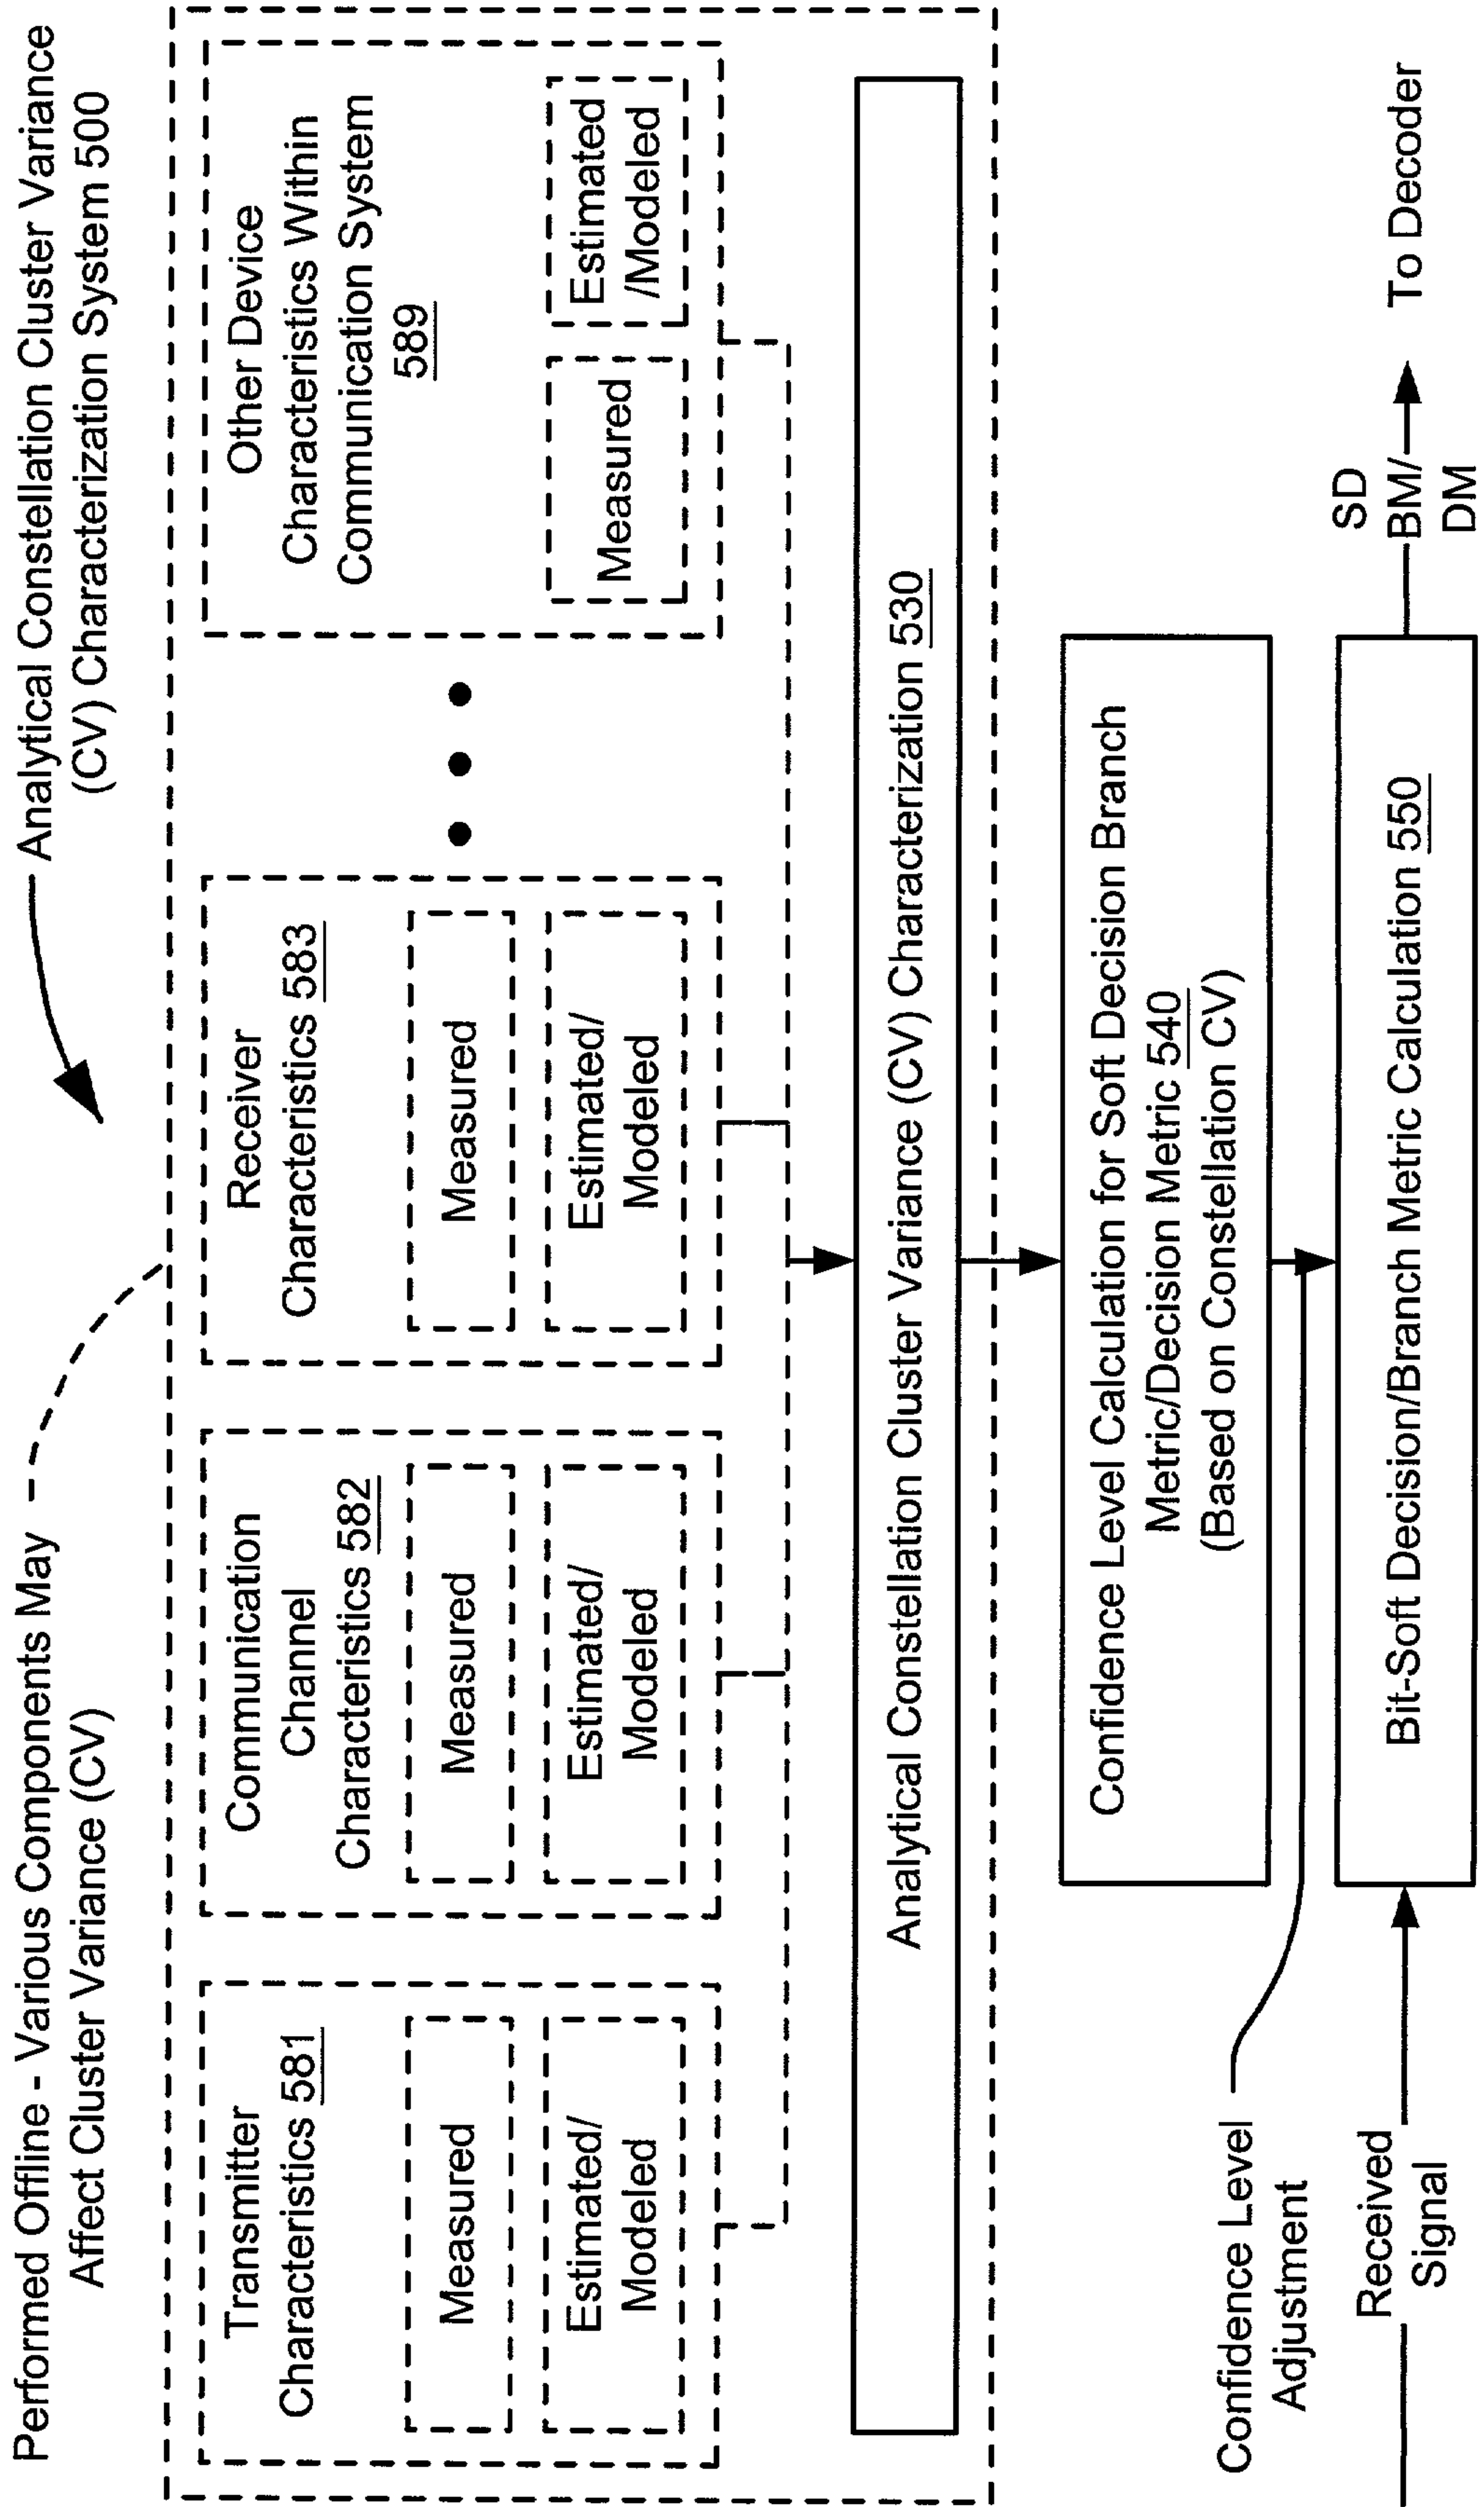 Performed Offline - Various Components May
Affect Cluster Variance (CV)
Analytical Constellation Cluster Variance
(CV) Characterization System 500
Transmitter
Characteristics 581
Measured
Estimated/
Modeled
Communication
Channel
Characteristics 582
Measured
Estimated/
Modeled
Receiver
Characteristics 583
Measured
Estimated/
Modeled
Other Device
Characteristics Within
Communication System
589
Measured
Estimated
/Modeled
Analytical Constellation Cluster Variance (CV) Characterization 530
Confidence Level Calculation for Soft Decision Branch
Metric/Decision Metric 540
(Based on Constellation CV)
Confidence Level
Adjustment
Received
Signal
Bit-Soft Decision/Branch Metric Calculation 550
SD
BM/
DM
To Decoder